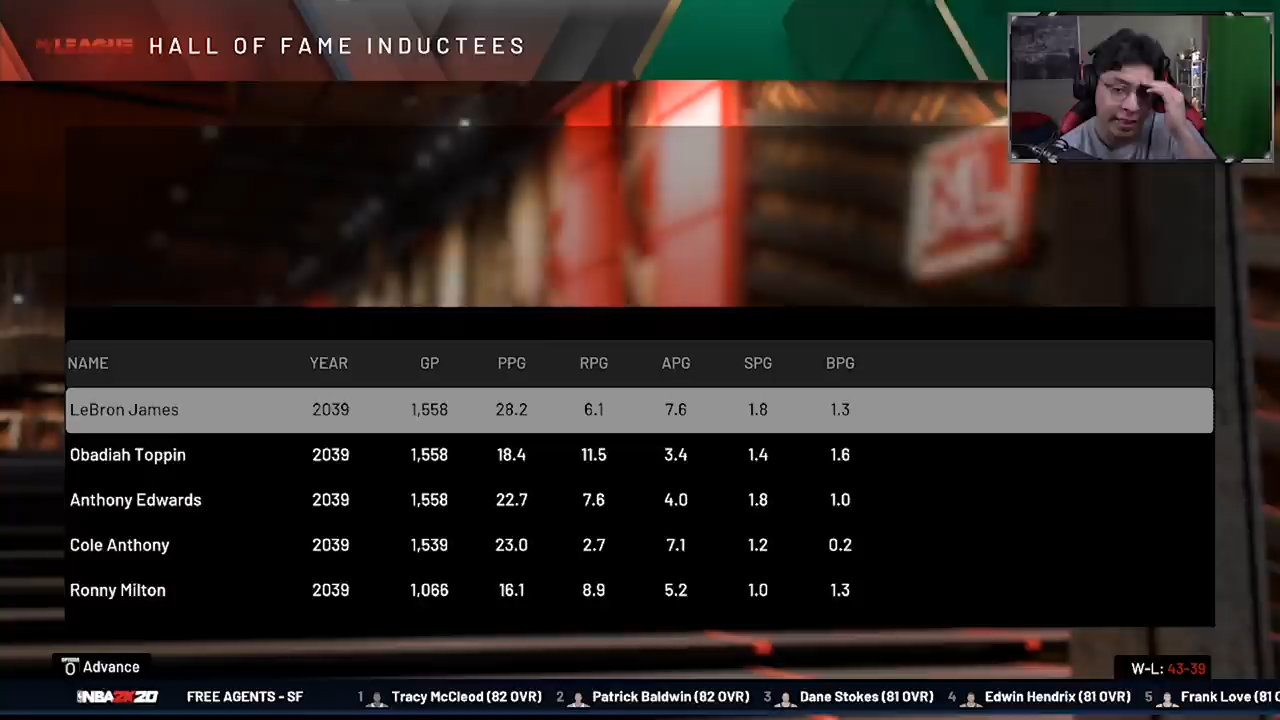 LEAGUE HALL OF FAME INDUCTEES
NAME YEAR GP PPG RPG APG SPG BPG
LeBron James 2039 1,558 28.2 6.1 7.6 1.8 1.3
Obadiah Toppin 2039 1,558 18.4 11.5 3.4 1.4 1.6
Anthony Edwards 2039 1,558 22.7 7.6 4.0 1.8 1.0
Cole Anthony 2039 1,539 23.0 2.7 7.1 1.2 0.2
Ronny Milton 2039 1,066 16.1 8.9 5.2 1.0 1.3
OPTIONS Advance
W-L: 43-39
NBA2K20 FREE AGENTS - SF 1 Tracy McCleod (82 OVR) 2 Patrick Baldwin (82 OVR) 3 Dane Stokes (81 OVR) 4 Edwin Hendrix (81 OVR) 5 Frank Love (81